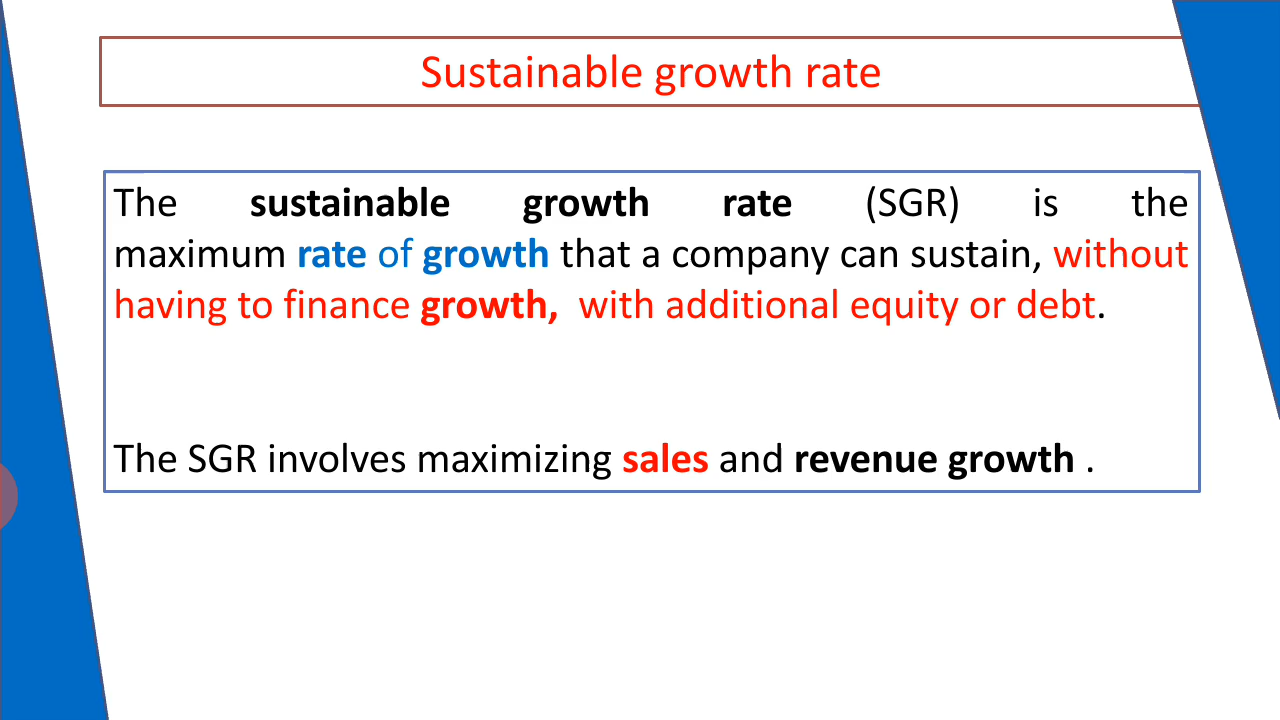 Sustainable growth rate
The sustainable growth rate (SGR) is the
maximum rate of growth that a company can sustain, without
having to finance growth,  with additional equity or debt.
The SGR involves maximizing sales and revenue growth .